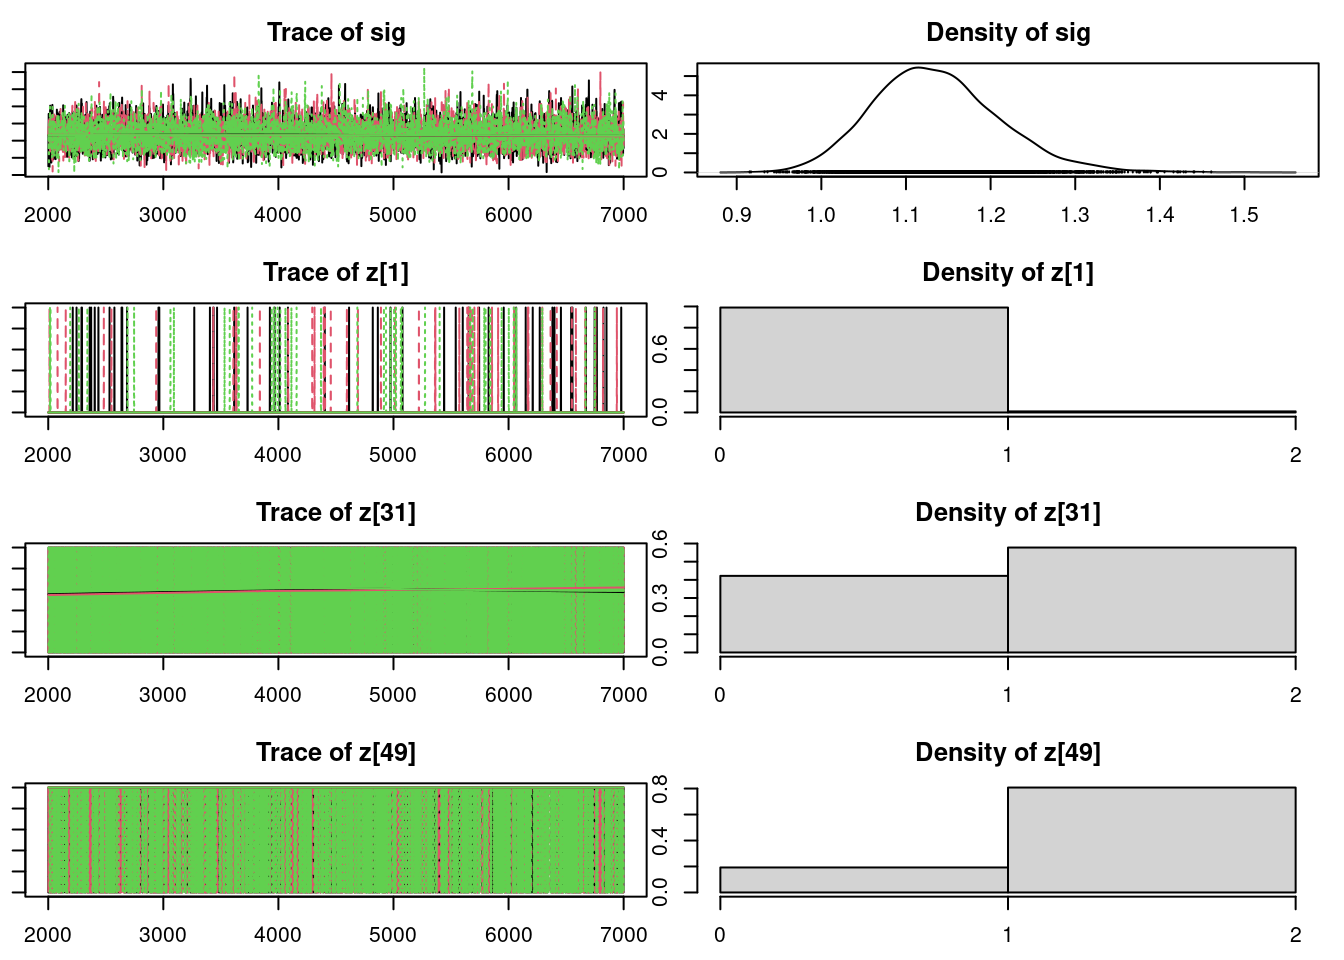 Trace of sig
2000 3000 4000 5000 6000 7000
Density of sig
0 2 4
0.9 1.0 1.1 1.2 1.3 1.4 1.5
Trace of z[1]
2000 3000 4000 5000 6000 7000
Density of z[1]
0.0 0.6
0 1 2
Trace of z[31]
2000 3000 4000 5000 6000 7000
Density of z[31]
0.0 0.3 0.6
0 1 2
Trace of z[49]
2000 3000 4000 5000 6000 7000
Density of z[49]
0.0 0.4 0.8
0 1 2